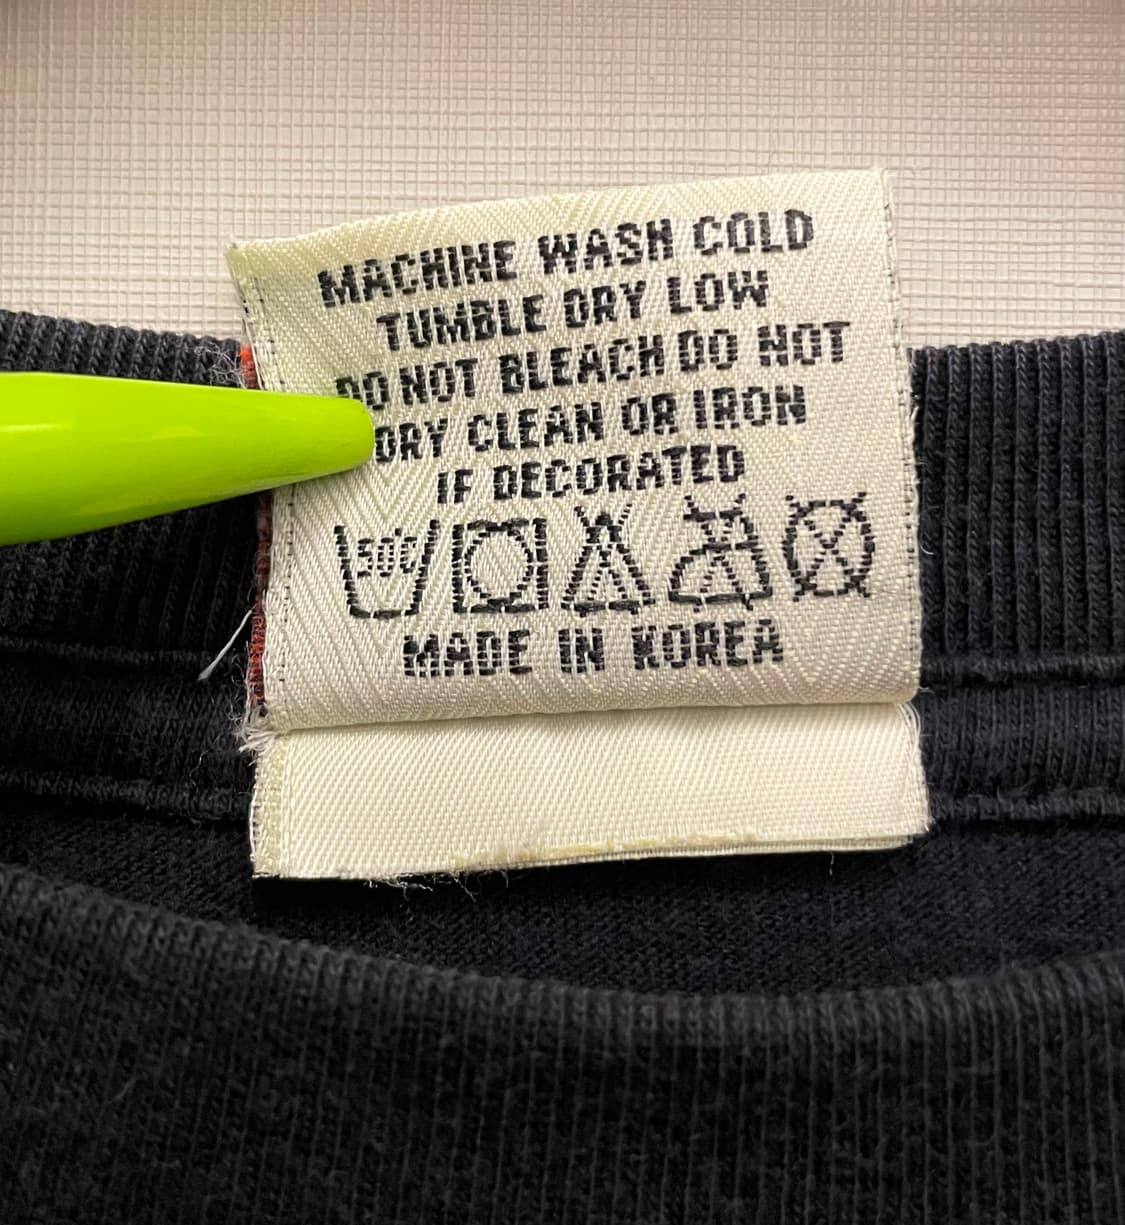 MACHINE WASH COLD
TUMBLE DRY LOW
DO NOT BLEACH DO NOT
DRY CLEAN OR IRON
IF DECORATED
50°C
MADE IN KOREA